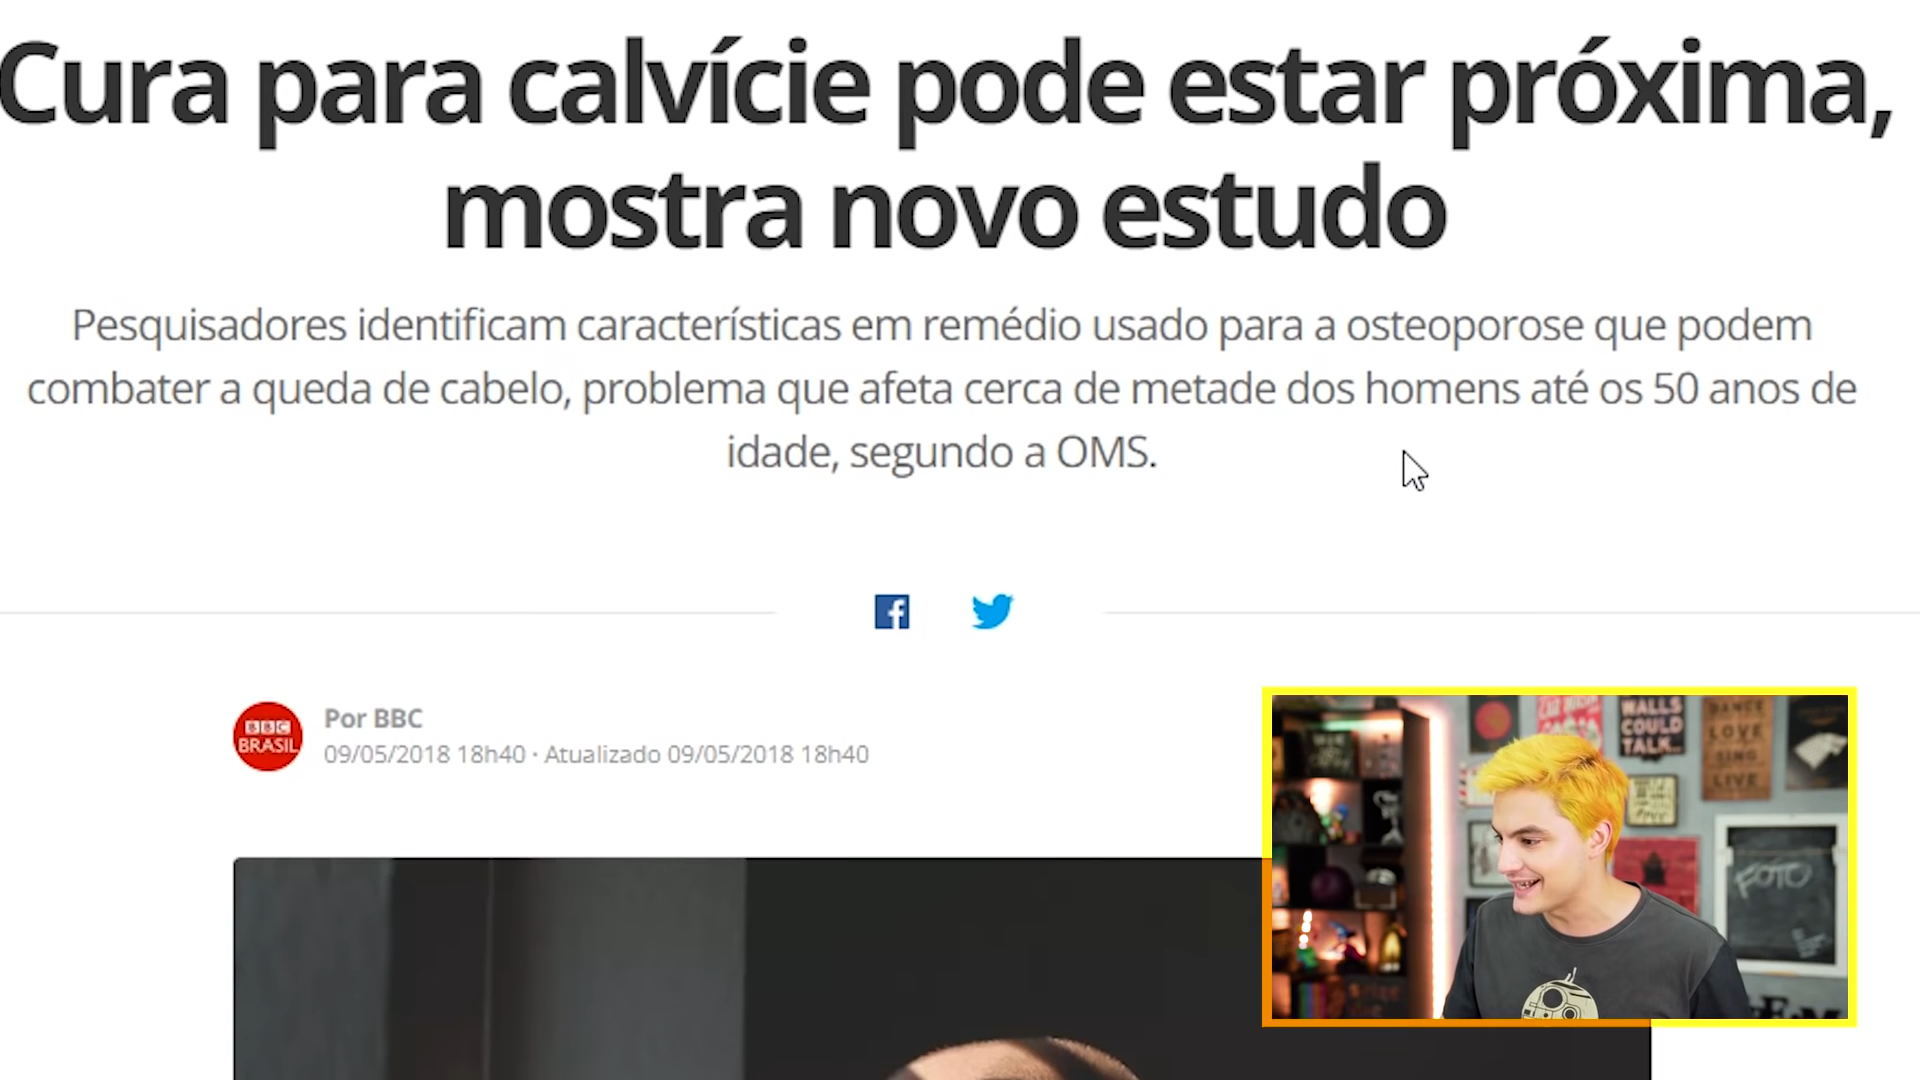 Cura para calvície pode estar próxima,
mostra novo estudo
Pesquisadores identificam características em remédio usado para a osteoporose que podem
combater a queda de cabelo, problema que afeta cerca de metade dos homens até os 50 anos de
idade, segundo a OMS.
BBC
BRASIL
Por BBC
09/05/2018 18h40 · Atualizado 09/05/2018 18h40
WALLS
COULD
TALK..
DANCE
LOVE
SING
LIVE
FOTO